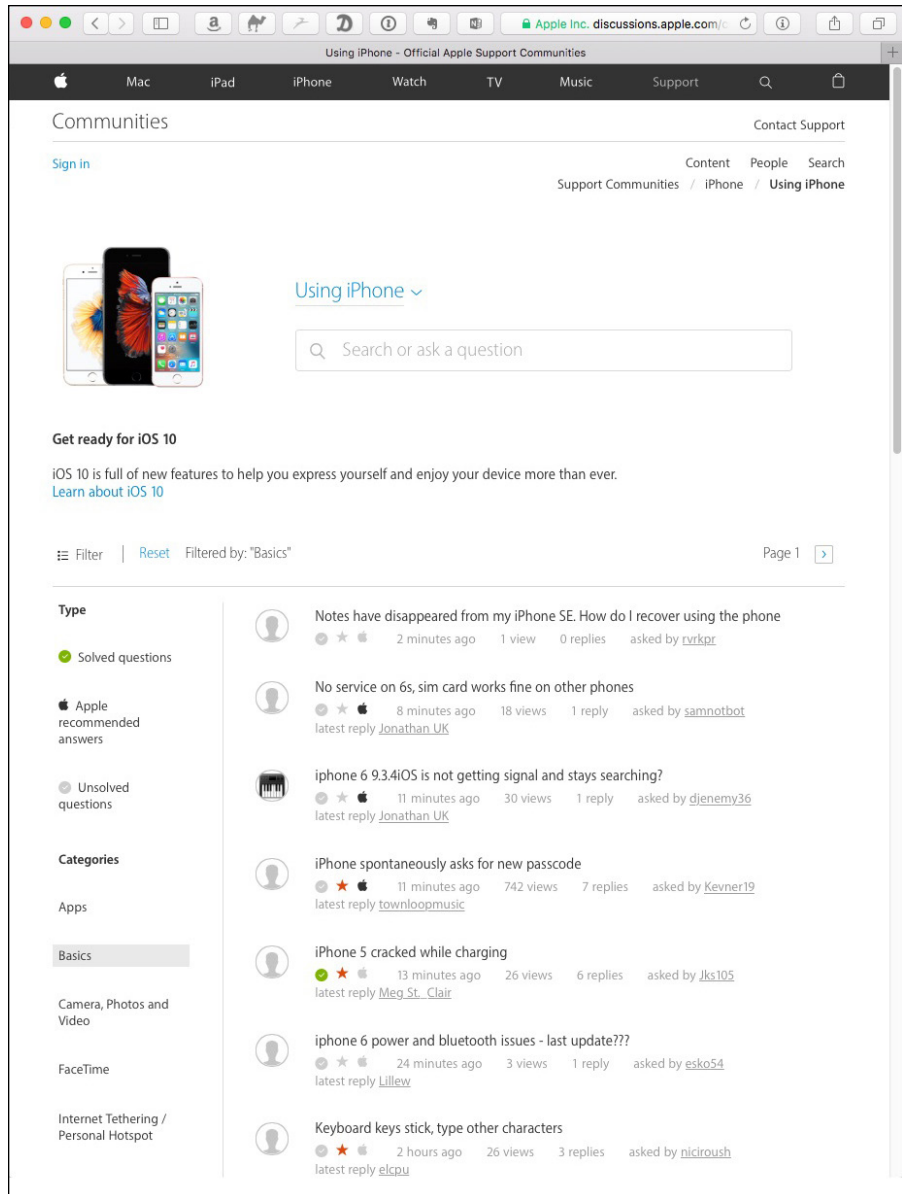 Apple Inc. discussions.apple.com/
Using iPhone - Official Apple Support Communities
Mac iPad iPhone Watch TV Music Support
Communities
Contact Support
Sign in
Content People Search
Support Communities / iPhone / Using iPhone
Using iPhone
Search or ask a question
Get ready for iOS 10
iOS 10 is full of new features to help you express yourself and enjoy your device more than ever.
Learn about iOS 10
Filter | Reset Filtered by: "Basics"
Page 1
Type
Solved questions
Apple
recommended
answers
Unsolved
questions
Categories
Apps
Basics
Camera, Photos and
Video
FaceTime
Internet Tethering /
Personal Hotspot
Notes have disappeared from my iPhone SE. How do I recover using the phone
2 minutes ago 1 view 0 replies asked by rvrkpr
No service on 6s, sim card works fine on other phones
8 minutes ago 18 views 1 reply asked by samnotbot
latest reply Jonathan UK
iphone 6 9.3.4iOS is not getting signal and stays searching?
11 minutes ago 30 views 1 reply asked by djenemy36
latest reply Jonathan UK
iPhone spontaneously asks for new passcode
11 minutes ago 742 views 7 replies asked by Kevner19
latest reply townloopmusic
iPhone 5 cracked while charging
13 minutes ago 26 views 6 replies asked by Jks105
latest reply Meg St._Clair
iphone 6 power and bluetooth issues - last update???
24 minutes ago 3 views 1 reply asked by esko54
latest reply Lillew
Keyboard keys stick, type other characters
2 hours ago 26 views 3 replies asked by niciroush
latest reply elcpu